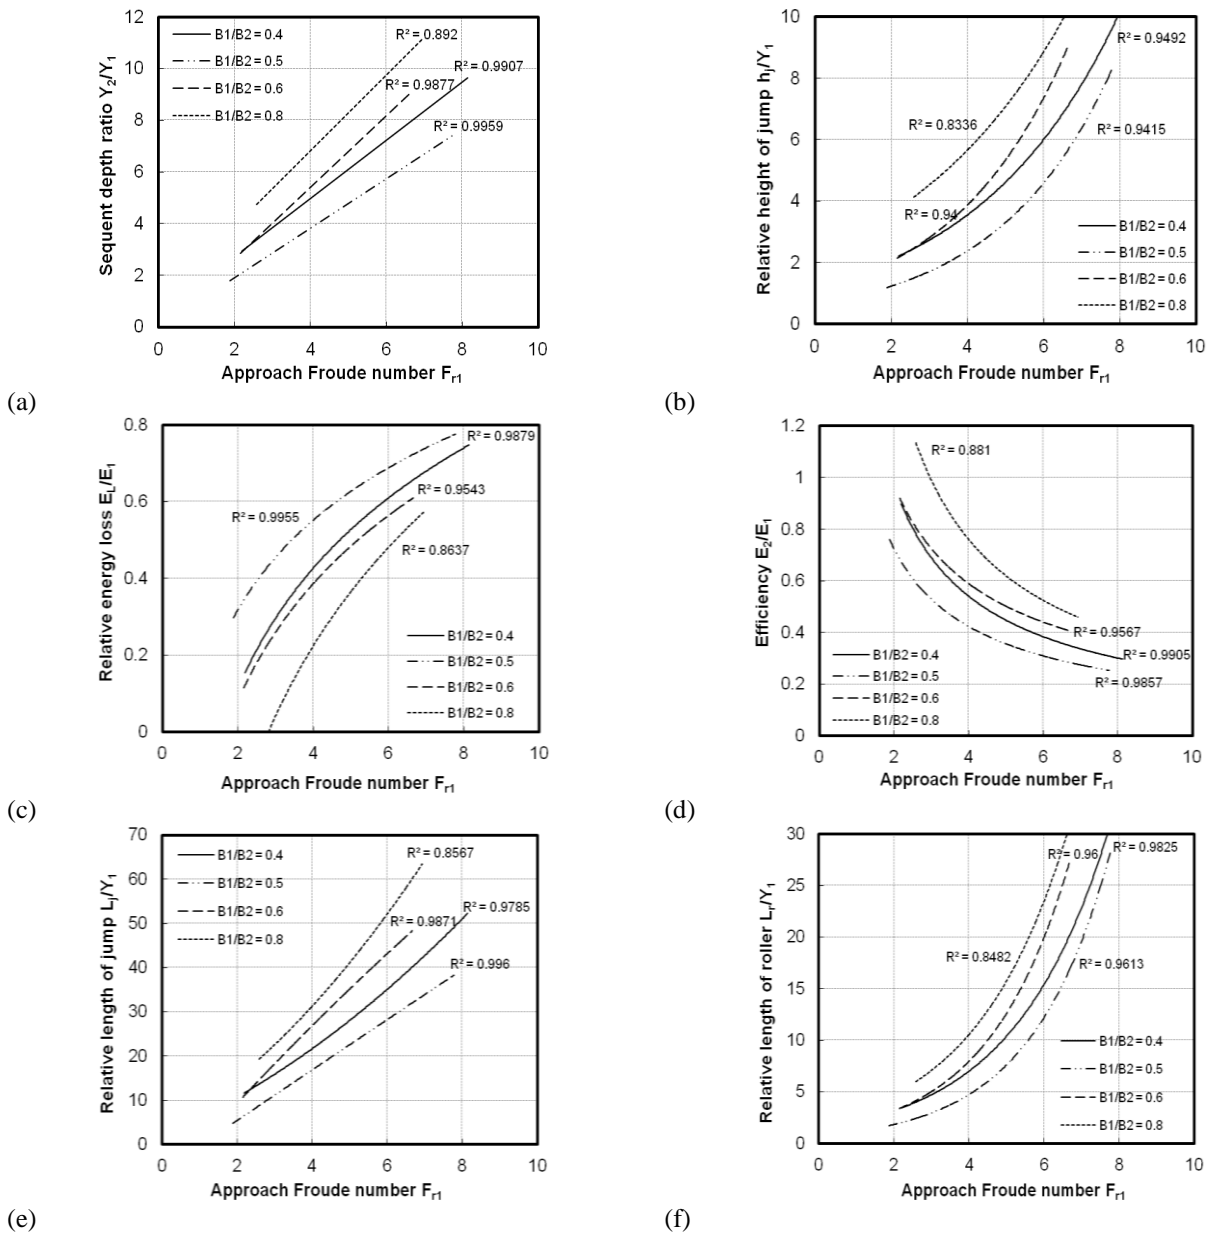 12
10
8
6
4
2
0
0 2 4 6 8 10
Sequent depth ratio Y2/Y1
Approach Froude number Fr1
B1/B2 = 0.4
B1/B2 = 0.5
B1/B2 = 0.6
B1/B2 = 0.8
R² = 0.892
R² = 0.9907
R² = 0.9877
R² = 0.9959
(a)
10
8
6
4
2
0
0 2 4 6 8 10
Relative height of jump hj/Y1
Approach Froude number Fr1
R² = 0.9492
R² = 0.8336
R² = 0.9415
R² = 0.94
B1/B2 = 0.4
B1/B2 = 0.5
B1/B2 = 0.6
B1/B2 = 0.8
(b)
0.8
0.6
0.4
0.2
0
0 2 4 6 8 10
Relative energy loss EL/E1
Approach Froude number Fr1
R² = 0.9879
R² = 0.9543
R² = 0.9955
R² = 0.8637
B1/B2 = 0.4
B1/B2 = 0.5
B1/B2 = 0.6
B1/B2 = 0.8
(c)
1.2
1
0.8
0.6
0.4
0.2
0
0 2 4 6 8 10
Efficiency E2/E1
Approach Froude number Fr1
R² = 0.881
R² = 0.9567
R² = 0.9905
R² = 0.9857
B1/B2 = 0.4
B1/B2 = 0.5
B1/B2 = 0.6
B1/B2 = 0.8
(d)
70
60
50
40
30
20
10
0
0 2 4 6 8 10
Relative length of jump Lj/Y1
Approach Froude number Fr1
B1/B2 = 0.4
B1/B2 = 0.5
B1/B2 = 0.6
B1/B2 = 0.8
R² = 0.8567
R² = 0.9785
R² = 0.9871
R² = 0.996
(e)
30
25
20
15
10
5
0
0 2 4 6 8 10
Relative length of roller Lr/Y1
Approach Froude number Fr1
R² = 0.96
R² = 0.9825
R² = 0.8482
R² = 0.9613
B1/B2 = 0.4
B1/B2 = 0.5
B1/B2 = 0.6
B1/B2 = 0.8
(f)